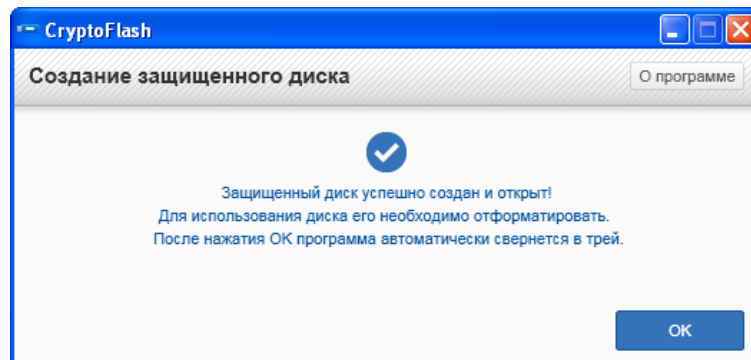 CryptoFlash
Создание защищенного диска
О программе
Защищенный диск успешно создан и открыт!
Для использования диска его необходимо отформатировать.
После нажатия ОК программа автоматически свернется в трей.
OK